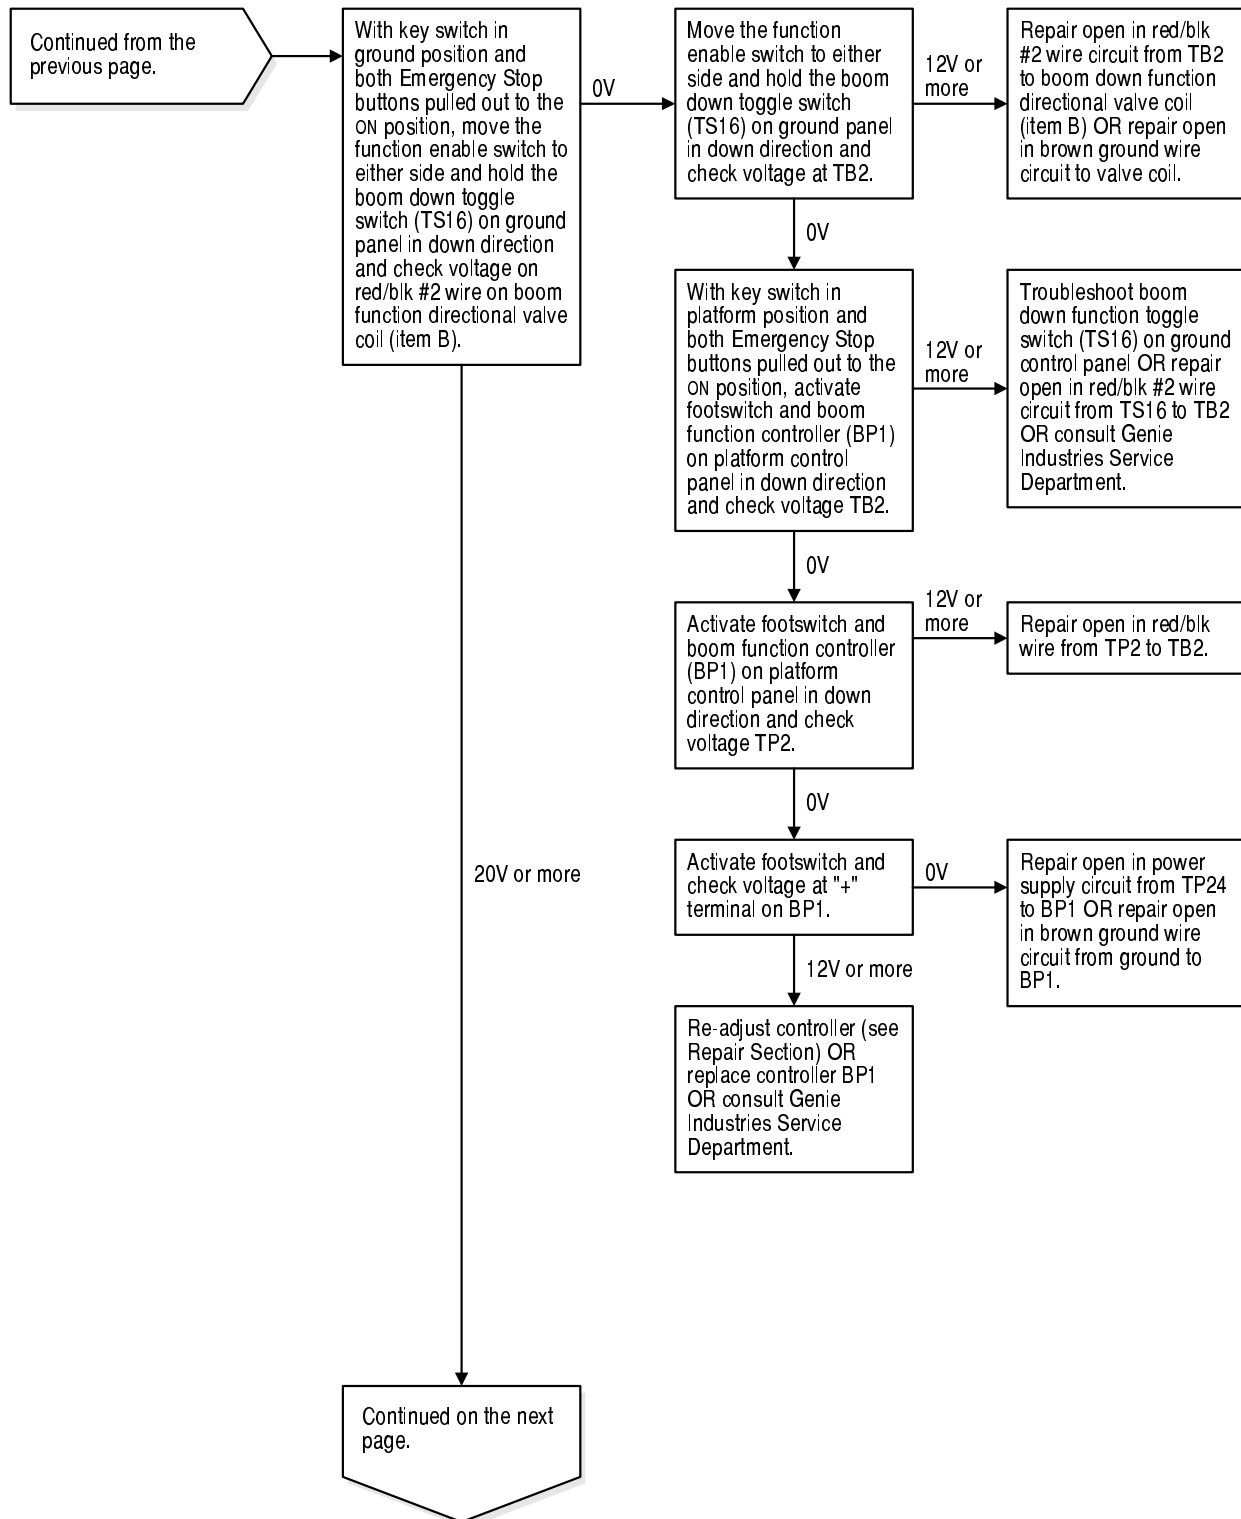 Continued from the
previous page.
With key switch in
ground position and
both Emergency Stop
buttons pulled out to the
ON position, move the
function enable switch to
either side and hold the
boom down toggle
switch (TS16) on ground
panel in down direction
and check voltage on
red/blk #2 wire on boom
function directional valve
coil (item B).
0V
Move the function
enable switch to either
side and hold the boom
down toggle switch
(TS16) on ground panel
in down direction and
check voltage at TB2.
12V or
more
Repair open in red/blk
#2 wire circuit from TB2
to boom down function
directional valve coil
(item B) OR repair open
in brown ground wire
circuit to valve coil.
0V
With key switch in
platform position and
both Emergency Stop
buttons pulled out to the
ON position, activate
footswitch and boom
function controller (BP1)
on platform control
panel in down direction
and check voltage TB2.
12V or
more
Troubleshoot boom
down function toggle
switch (TS16) on ground
control panel OR repair
open in red/blk #2 wire
circuit from TS16 to TB2
OR consult Genie
Industries Service
Department.
0V
Activate footswitch and
boom function controller
(BP1) on platform
control panel in down
direction and check
voltage TP2.
12V or
more
Repair open in red/blk
wire from TP2 to TB2.
0V
Activate footswitch and
check voltage at "+"
terminal on BP1.
0V
Repair open in power
supply circuit from TP24
to BP1 OR repair open
in brown ground wire
circuit from ground to
BP1.
12V or more
Re-adjust controller (see
Repair Section) OR
replace controller BP1
OR consult Genie
Industries Service
Department.
20V or more
Continued on the next
page.